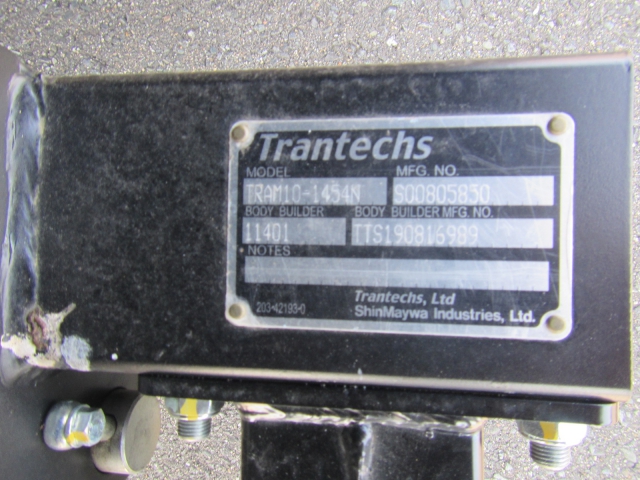 Trantechs
MODEL MFG. NO.
TRAM10-1454N S00805830
BODY BUILDER BODY BUILDER MFG. NO.
11401 TTS190816989
NOTES
203-42193-0 Trantechs, Ltd
ShinMaywa Industries, Ltd.